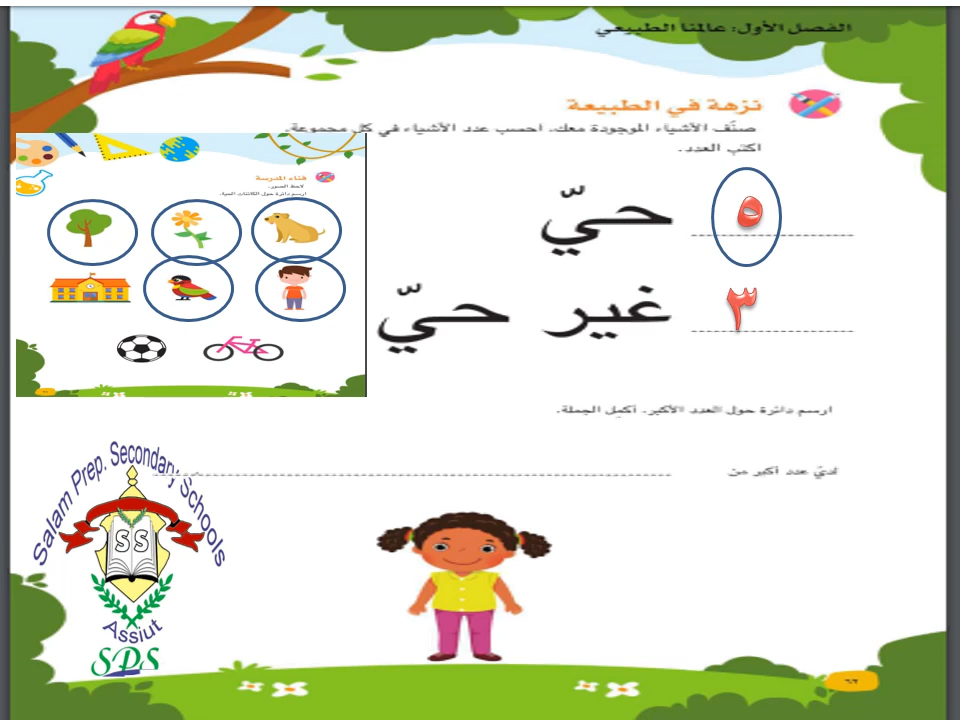 الفصل الأول: عالمنا الطبيعي
نزهة في الطبيعة
صنّف الأشياء الموجودة معك. احسب عدد الأشياء في كل مجموعة.
اكتب العدد.
حيّ ٥
غير حيّ ٣
فناء المدرسة
لاحظ الصور.
ارسم دائرة حول الكائنات الحية.
ارسم دائرة حول العدد الأكبر. أكمل الجملة.
لديّ عدد أكبر من
Salam Prep. Secondary Schools
SS
Assiut
SPS
٦٢